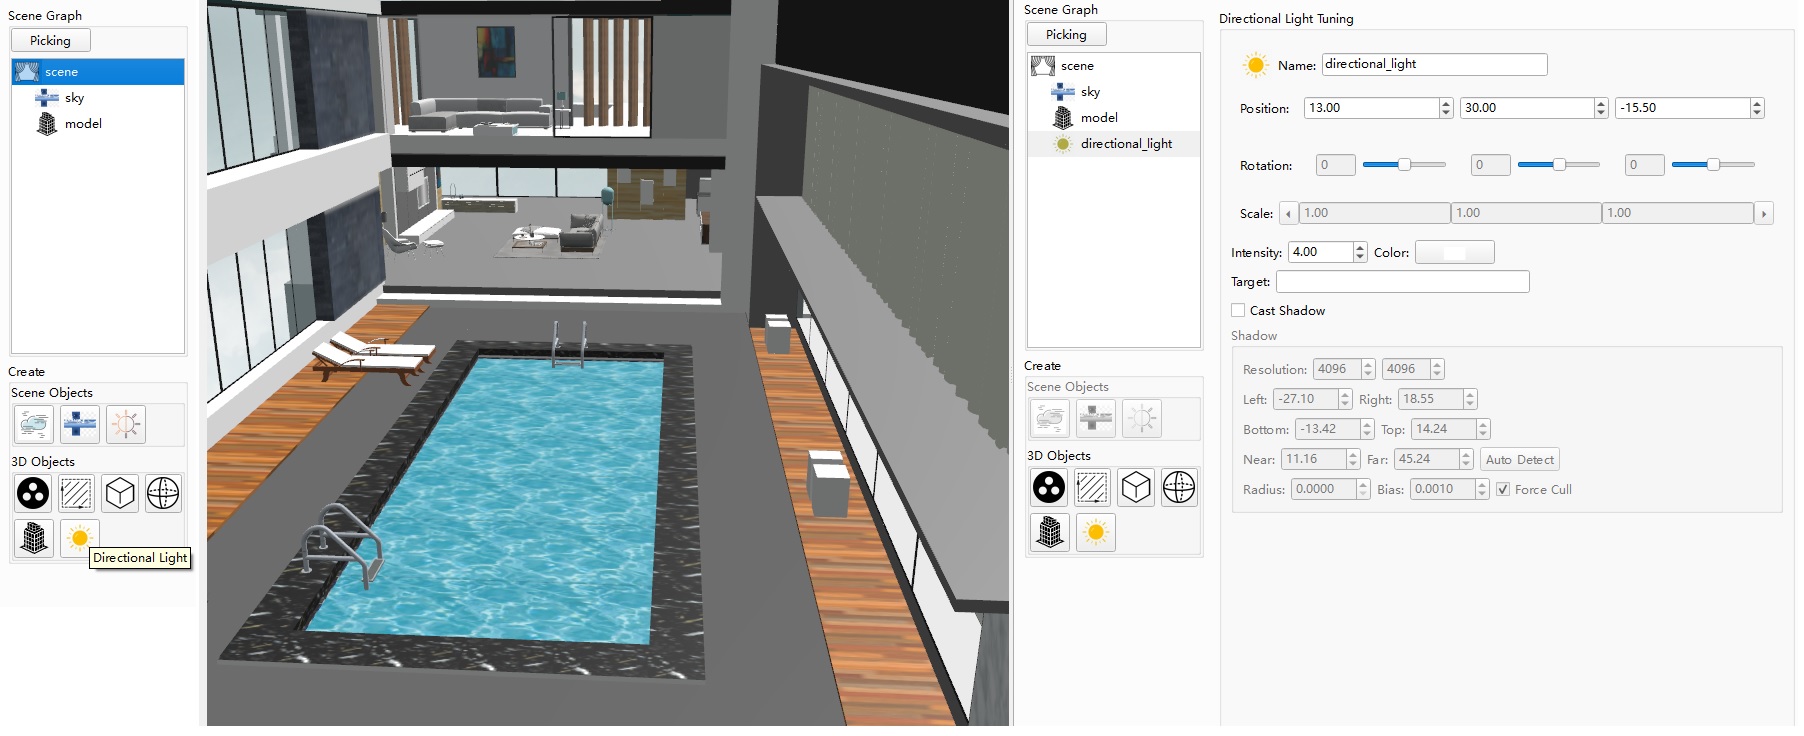 Scene Graph
Picking
scene
sky
model
Create
Scene Objects
3D Objects
Directional Light
Scene Graph
Picking
scene
sky
model
directional_light
Create
Scene Objects
3D Objects
Directional Light Tuning
Name: directional_light
Position: 13.00 30.00 -15.50
Rotation: 0 0 0
Scale: 1.00 1.00 1.00
Intensity: 4.00 Color:
Target:
Cast Shadow
Shadow
Resolution: 4096 4096
Left: -27.10 Right: 18.55
Bottom: -13.42 Top: 14.24
Near: 11.16 Far: 45.24 Auto Detect
Radius: 0.0000 Bias: 0.0010 Force Cull